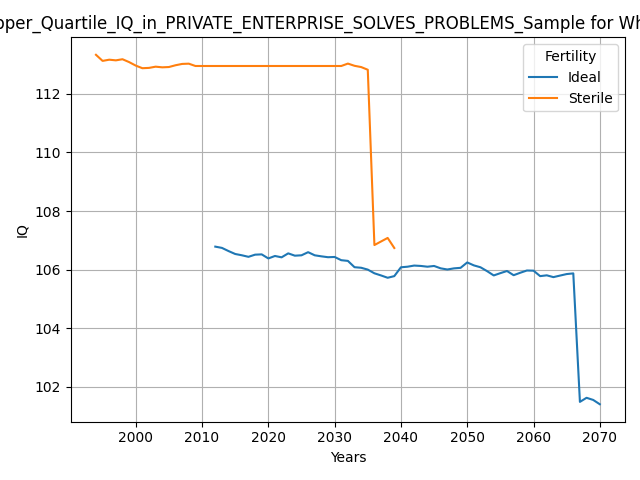 pper_Quartile_IQ_in_PRIVATE_ENTERPRISE_SOLVES_PROBLEMS_Sample for Wh
Fertility
Ideal
Sterile
IQ
112
110
108
106
104
102
2000 2010 2020 2030 2040 2050 2060 2070
Years